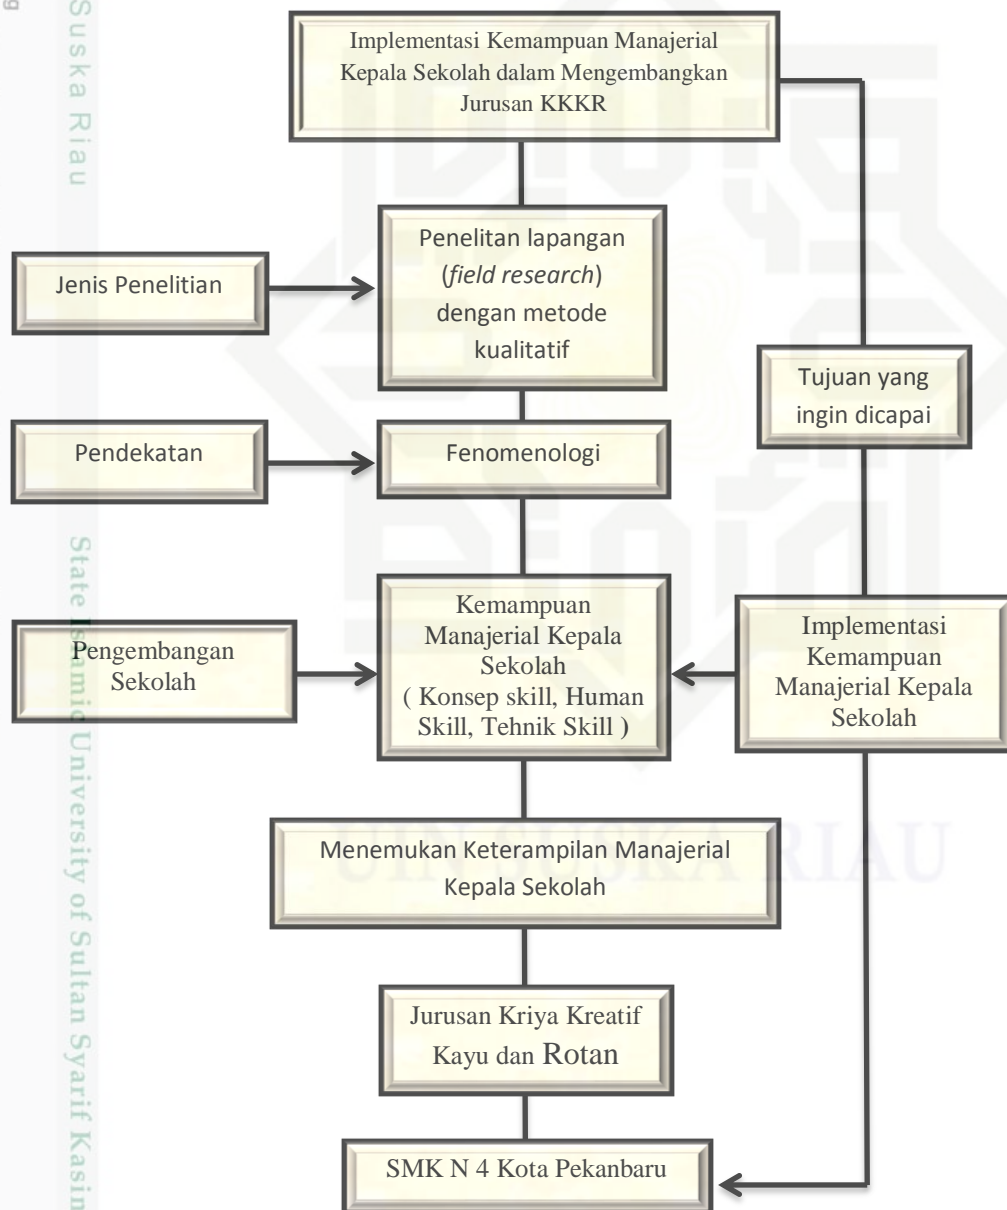 Suska Riau
State Islamic University of Sultan Syarif Kasim
Implementasi Kemampuan Manajerial
Kepala Sekolah dalam Mengembangkan
Jurusan KKKR
Jenis Penelitian
Penelitan lapangan
(field research)
dengan metode
kualitatif
Tujuan yang
ingin dicapai
Pendekatan
Fenomenologi
Pengembangan
Sekolah
Kemampuan
Manajerial Kepala
Sekolah
( Konsep skill, Human
Skill, Tehnik Skill )
Implementasi
Kemampuan
Manajerial Kepala
Sekolah
UIN SUSKA RIAU
Menemukan Keterampilan Manajerial
Kepala Sekolah
Jurusan Kriya Kreatif
Kayu dan Rotan
SMK N 4 Kota Pekanbaru